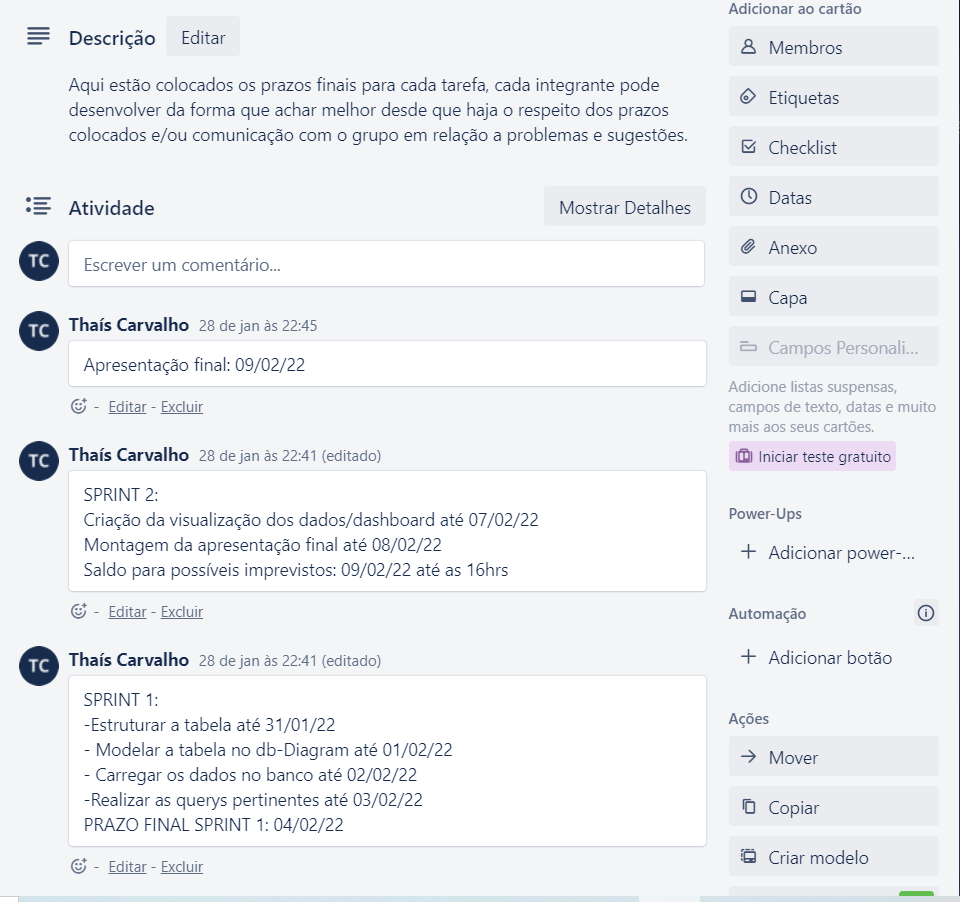 Descrição
Editar
Aqui estão colocados os prazos finais para cada tarefa, cada integrante pode
desenvolver da forma que achar melhor desde que haja o respeito dos prazos
colocados e/ou comunicação com o grupo em relação a problemas e sugestões.
Atividade
Mostrar Detalhes
TC
Escrever um comentário...
TC
Thaís Carvalho 28 de jan às 22:45
Apresentação final: 09/02/22
- Editar - Excluir
TC
Thaís Carvalho 28 de jan às 22:41 (editado)
SPRINT 2:
Criação da visualização dos dados/dashboard até 07/02/22
Montagem da apresentação final até 08/02/22
Saldo para possíveis imprevistos: 09/02/22 até as 16hrs
- Editar - Excluir
TC
Thaís Carvalho 28 de jan às 22:41 (editado)
SPRINT 1:
-Estruturar a tabela até 31/01/22
- Modelar a tabela no db-Diagram até 01/02/22
- Carregar os dados no banco até 02/02/22
-Realizar as querys pertinentes até 03/02/22
PRAZO FINAL SPRINT 1: 04/02/22
- Editar - Excluir
Adicionar ao cartão
Membros
Etiquetas
Checklist
Datas
Anexo
Capa
Campos Personali...
Adicione listas suspensas,
campos de texto, datas e muito
mais aos seus cartões.
Iniciar teste gratuito
Power-Ups
+ Adicionar power-...
Automação
+ Adicionar botão
Ações
Mover
Copiar
Criar modelo